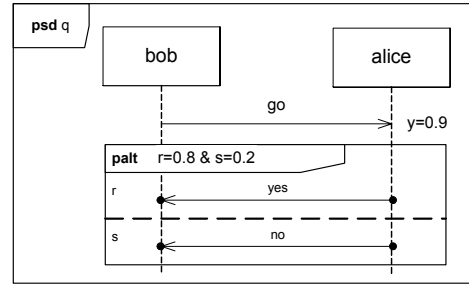 psd q
bob
alice
go
y=0.9
palt r=0.8 & s=0.2
r
yes
s
no